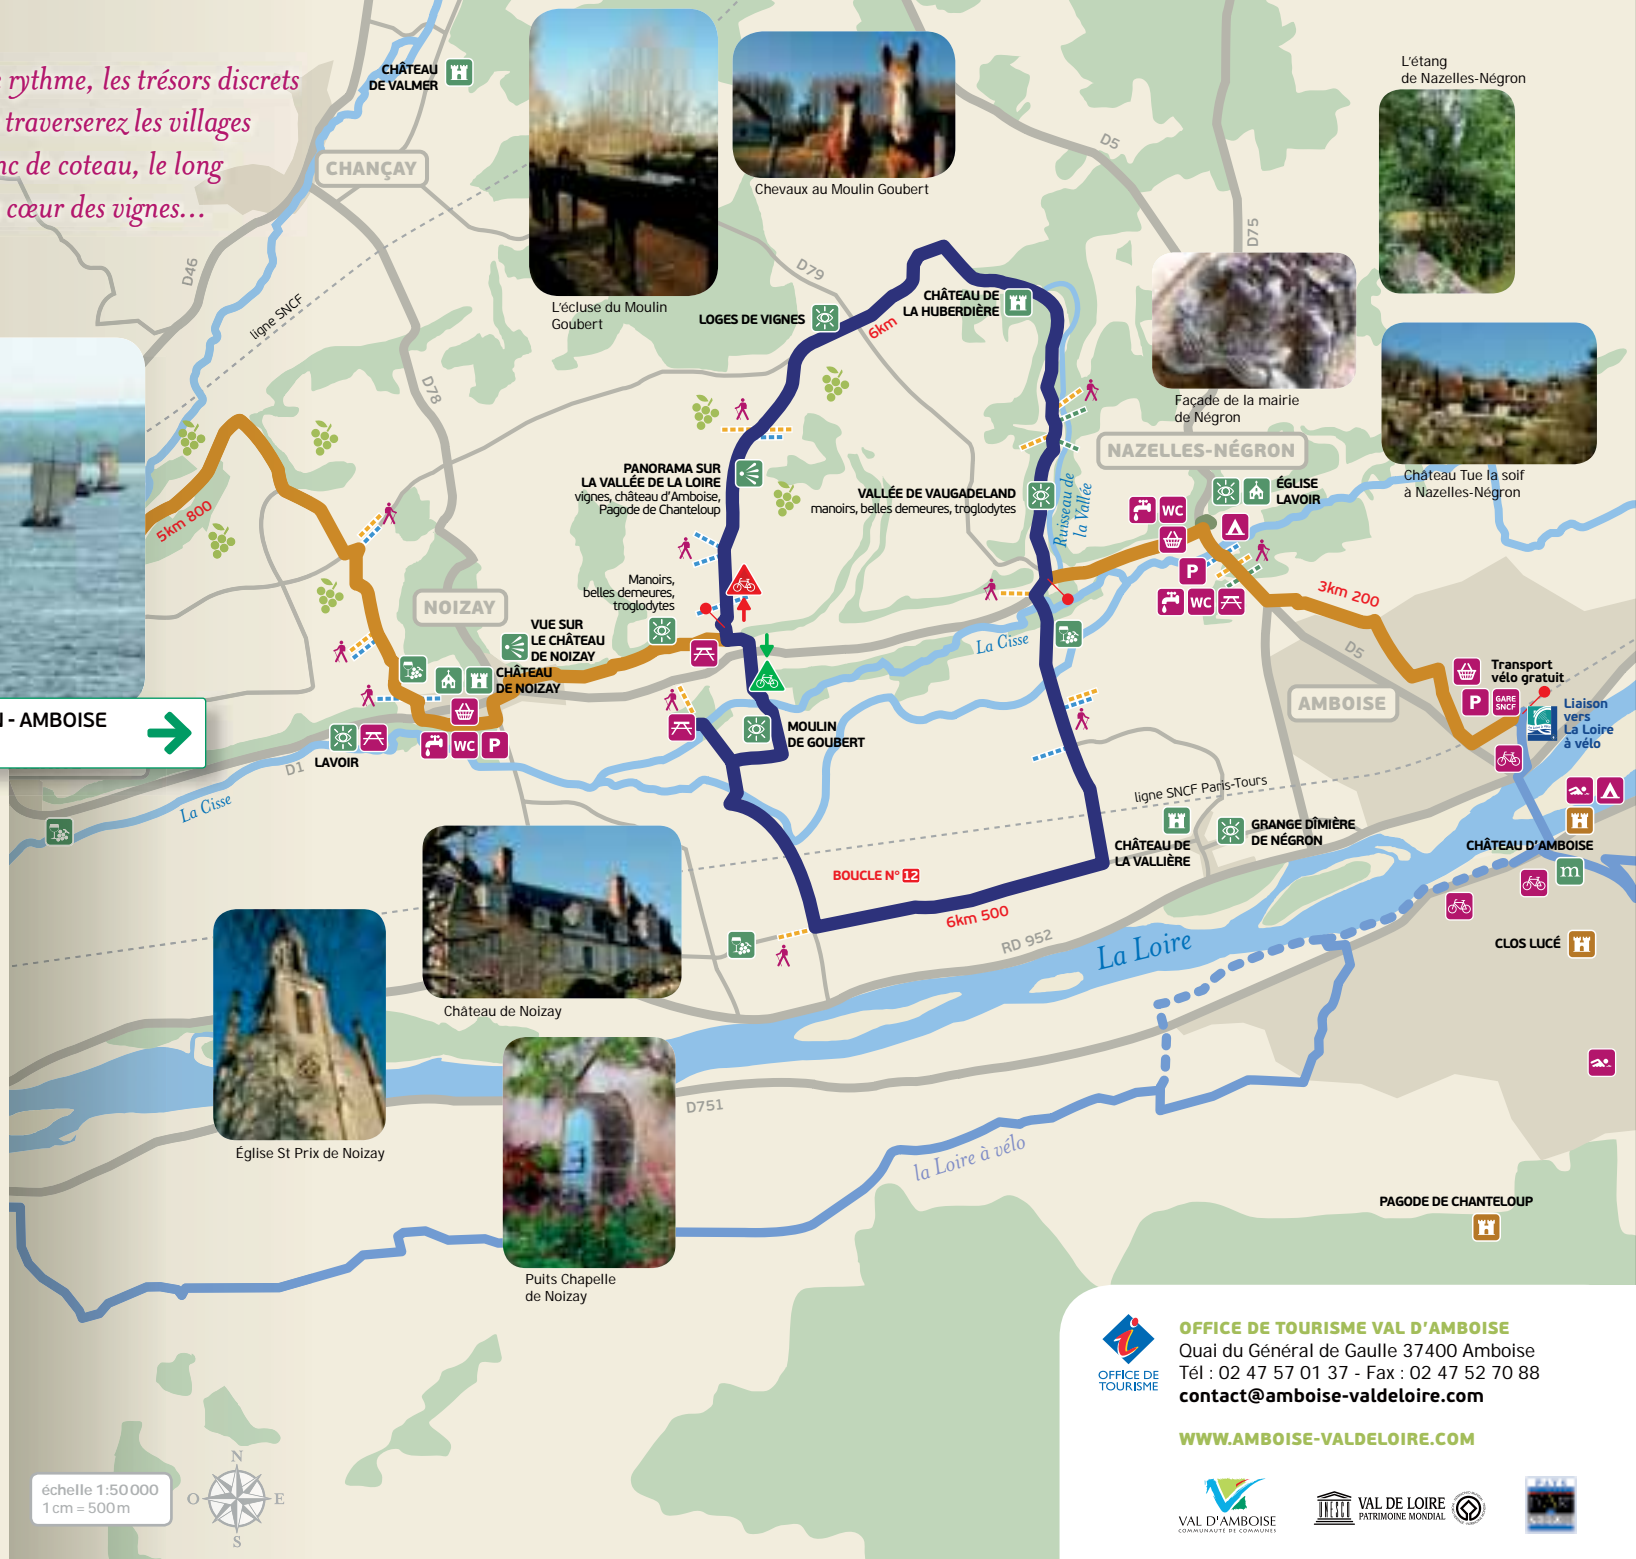 rythme, les trésors discrets
traverserez les villages
de coteau, le long
cœur des vignes...
CHÂTEAU
DE VALMER
CHANÇAY
D46
ligne SNCF
D78
L'écluse du Moulin
Goubert
Chevaux au Moulin Goubert
D5
D75
D79
L'étang
de Nazelles-Négron
LOGES DE VIGNES
6km
CHÂTEAU DE
LA HUBERDIÈRE
Façade de la mairie
de Négron
Château Tue la soif
à Nazelles-Négron
NAZELLES-NÉGRON
PANORAMA SUR
LA VALLÉE DE LA LOIRE
vignes, château d'Amboise,
Pagode de Chanteloup
VALLÉE DE VAUGADELAND
manoirs, belles demeures, troglodytes
Ruisseau de
la Vallée
ÉGLISE
LAVOIR
WC
P
WC
5km 800
3km 200
D5
NOIZAY
Manoirs,
belles demeures,
troglodytes
VUE SUR
LE CHÂTEAU
DE NOIZAY
CHÂTEAU
DE NOIZAY
La Cisse
AMBOISE
Transport
vélo gratuit
P
GARE
SNCF
Liaison
vers
La Loire
à vélo
- AMBOISE
LAVOIR
WC
P
D1
La Cisse
MOULIN
DE GOUBERT
ligne SNCF Paris-Tours
CHÂTEAU DE
LA VALLIÈRE
GRANGE DÎMIÈRE
DE NÉGRON
CHÂTEAU D'AMBOISE
m
BOUCLE N° 12
6km 500
RD 952
La Loire
CLOS LUCÉ
Château de Noizay
Église St Prix de Noizay
D751
la Loire à vélo
PAGODE DE CHANTELOUP
Puits Chapelle
de Noizay
OFFICE DE
TOURISME
OFFICE DE TOURISME VAL D'AMBOISE
Quai du Général de Gaulle 37400 Amboise
Tél : 02 47 57 01 37 - Fax : 02 47 52 70 88
contact@amboise-valdeloire.com
WWW.AMBOISE-VALDELOIRE.COM
échelle 1:50 000
1 cm = 500 m
N
O
E
S
VAL D'AMBOISE
COMMUNAUTÉ DE COMMUNES
UNESCO
VAL DE LOIRE
PATRIMOINE MONDIAL